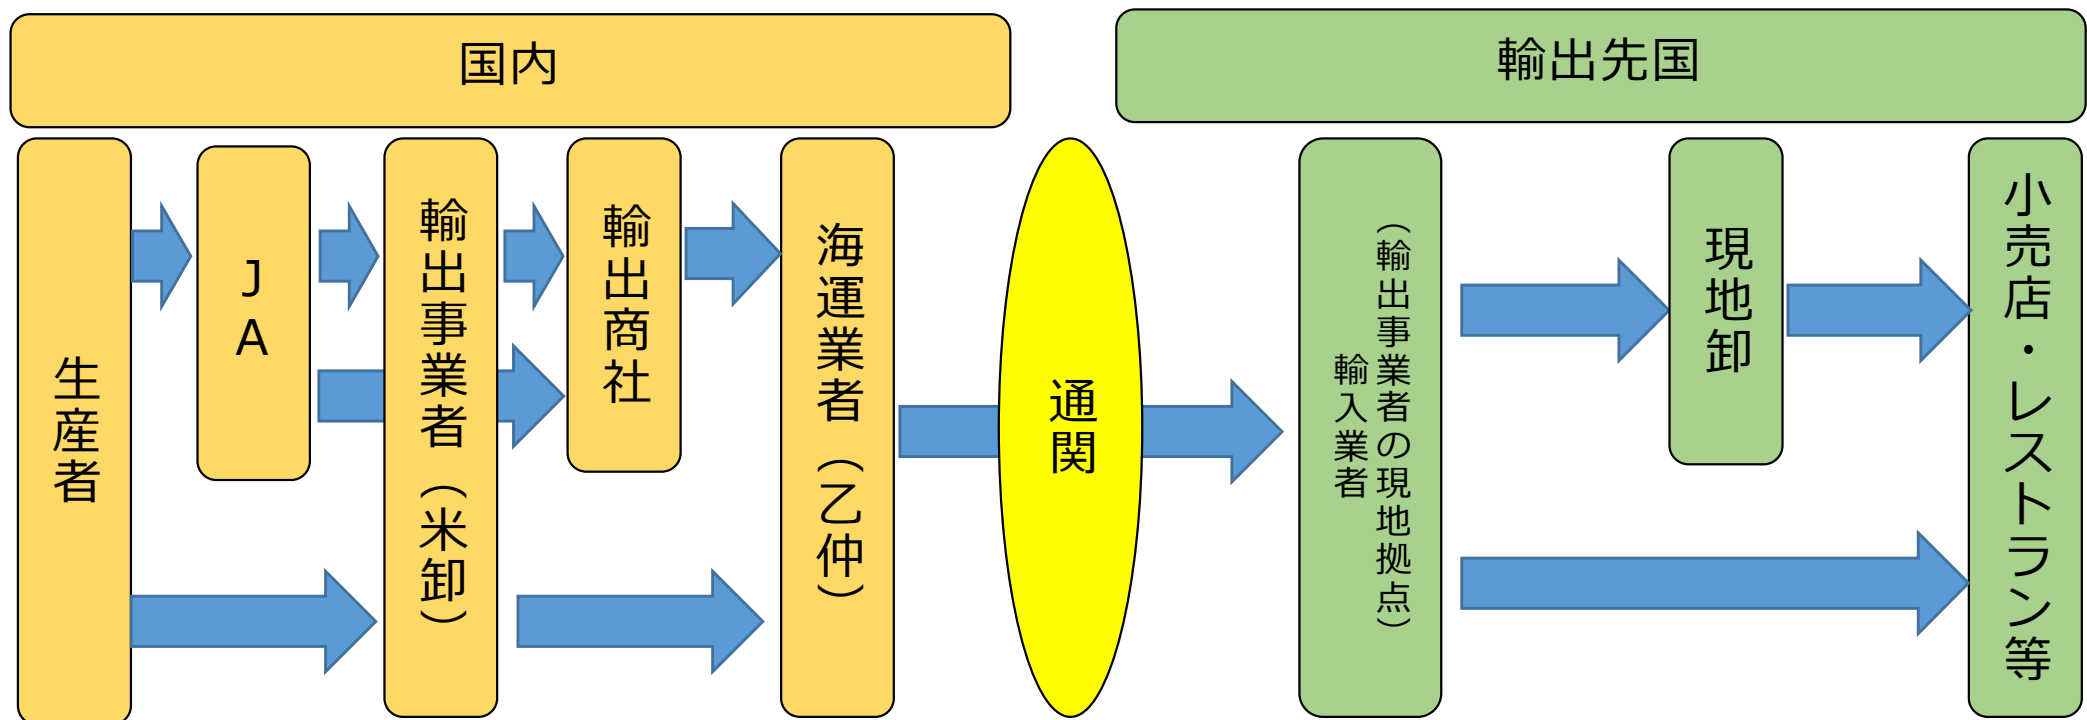 国内
輸出先国
生産者
JA
輸出事業者（米卸）
輸出商社
海運業者（乙仲）
通関
（輸出事業者の現地拠点）
輸入業者
現地卸
小売店・レストラン等